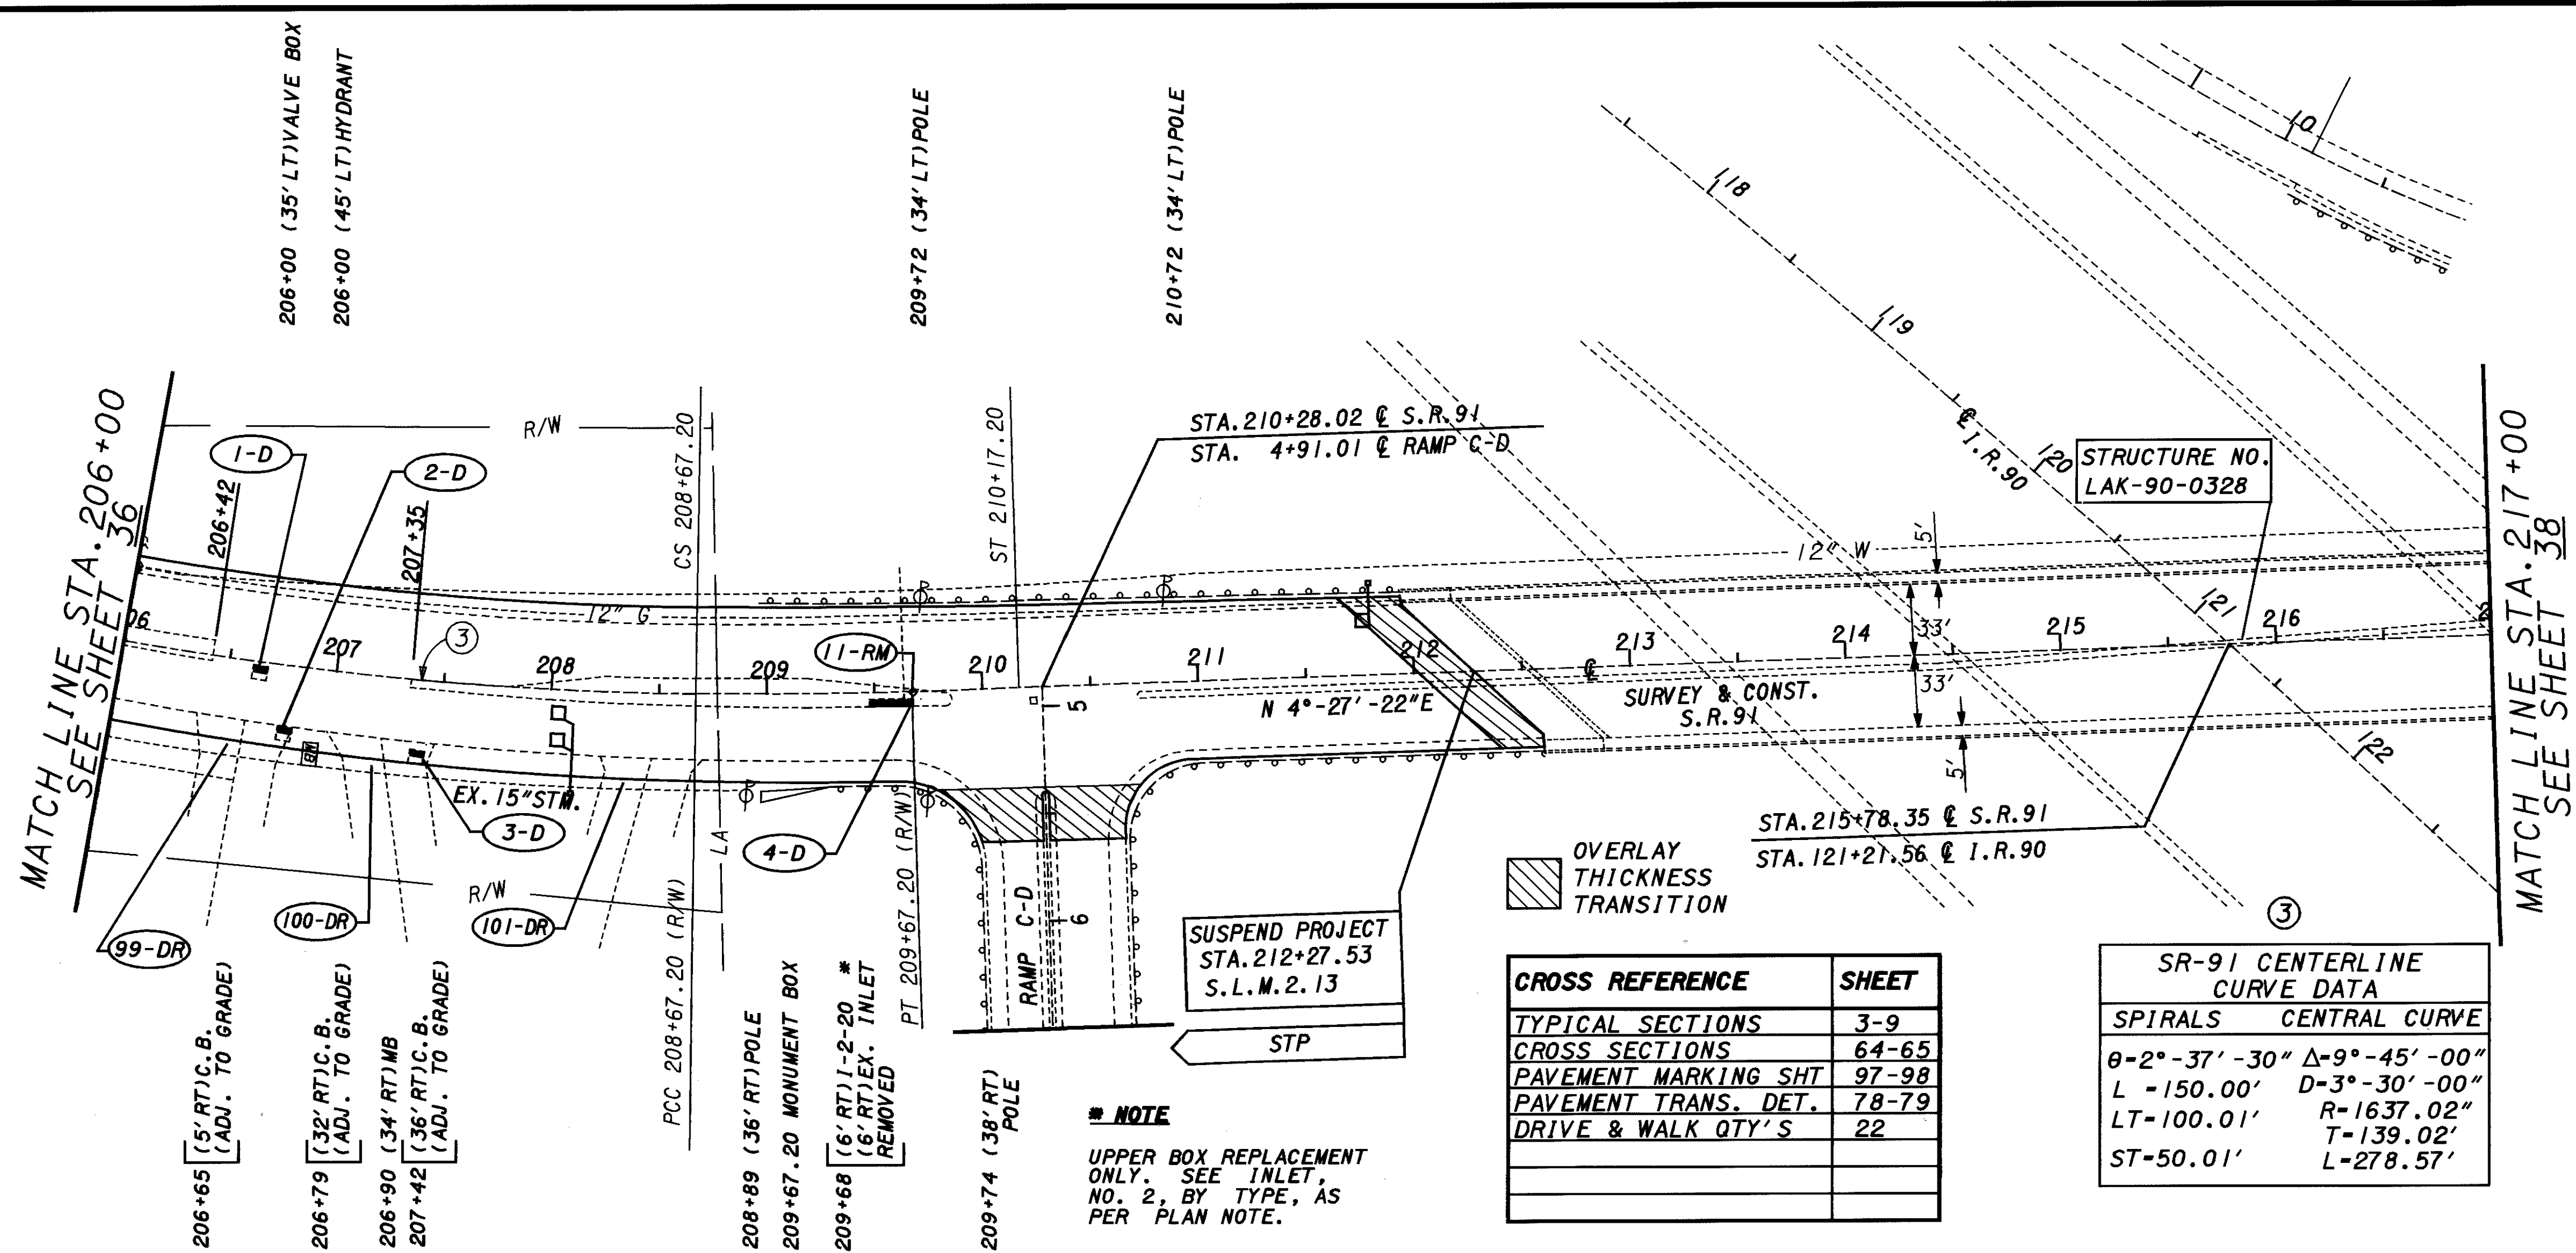 206+00 (35' LT) VALVE BOX
206+00 (45' LT) HYDRANT
209+72 (34' LT) POLE
210+72 (34' LT) POLE
10
118
119
℄ I.R.90
120
121
122
MATCH LINE STA. 206+00
SEE SHEET 36
R/W
1-D
2-D
206+42
207+35
CS 208+67.20
ST 210+17.20
STA. 210+28.02 ℄ S.R.91
STA. 4+91.01 ℄ RAMP C-D
STRUCTURE NO.
LAK-90-0328
MATCH LINE STA. 217+00
SEE SHEET 38
12" W
5'
12" G
06
207
3
208
209
11-RM
210
211
212
213
214
215
216
2
33'
33'
℄
SURVEY & CONST.
S.R.91
N 4°-27'-22"E
5
5'
EX. 15" STM.
3-D
4-D
LA
R/W
99-DR
100-DR
101-DR
PCC 208+67.20 (R/W)
PT 209+67.20 (R/W)
RAMP C-D
6
STA. 215+78.35 ℄ S.R.91
STA. 121+21.56 ℄ I.R.90
OVERLAY
THICKNESS
TRANSITION
SUSPEND PROJECT
STA. 212+27.53
S.L.M. 2.13
STP
206+65 (5' RT) C.B.
(ADJ. TO GRADE)
206+79 (32' RT) C.B.
(ADJ. TO GRADE)
206+90 (34' RT) MB
207+42 (36' RT) C.B.
(ADJ. TO GRADE)
208+89 (36' RT) POLE
209+67.20 MONUMENT BOX
209+68 (6' RT) I-2-20 *
(6' RT) EX. INLET
REMOVED
209+74 (38' RT)
POLE
* NOTE
UPPER BOX REPLACEMENT
ONLY. SEE INLET,
NO. 2, BY TYPE, AS
PER PLAN NOTE.
CROSS REFERENCE SHEET
TYPICAL SECTIONS 3-9
CROSS SECTIONS 64-65
PAVEMENT MARKING SHT 97-98
PAVEMENT TRANS. DET. 78-79
DRIVE & WALK QTY'S 22
3
SR-91 CENTERLINE
CURVE DATA
SPIRALS CENTRAL CURVE
θ=2°-37'-30" Δ=9°-45'-00"
L =150.00' D=3°-30'-00"
LT=100.01' R=1637.02"
T=139.02'
ST=50.01' L=278.57'